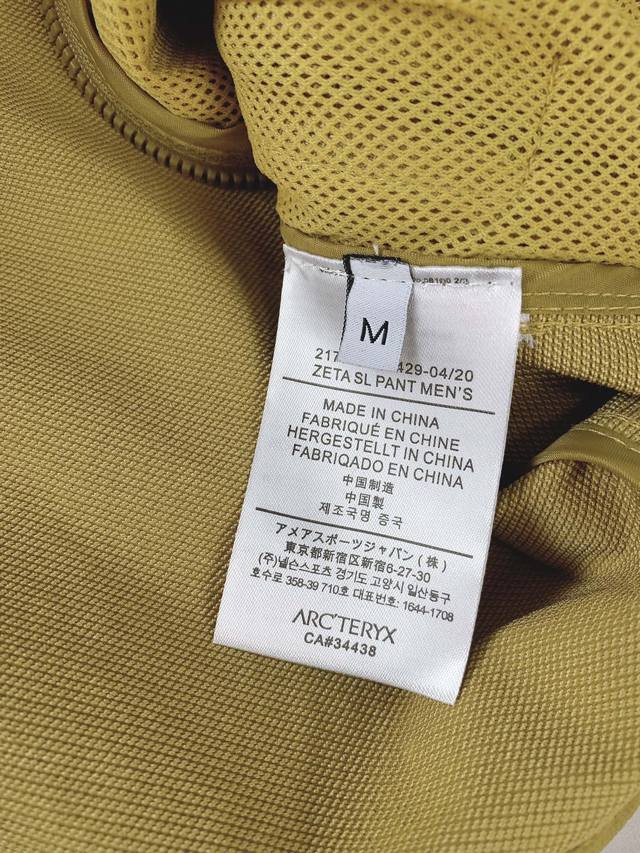 M
429-04/20
ZETA SL PANT MEN'S
MADE IN CHINA
FABRIQUÉ EN CHINE
HERGESTELLT IN CHINA
FABRIQADO EN CHINA
中国制造
中国製
제조국명 중국
アメアスポーツジャパン(株)
東京都新宿区新宿6-27-30
(주)넬슨스포츠 경기도 고양시 일산동구
호수로 358-39 710호 대표번호: 1644-1708
ARC'TERYX
CA#34438